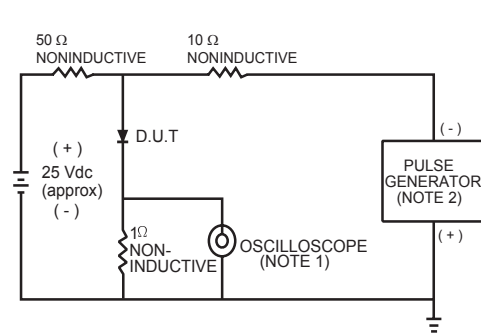 50 Ω
NONINDUCTIVE
10 Ω
NONINDUCTIVE
D.U.T
( + )
25 Vdc
(approx)
( - )
1Ω
NON-
INDUCTIVE
OSCILLOSCOPE
(NOTE 1)
( - )
PULSE
GENERATOR
(NOTE 2)
( + )